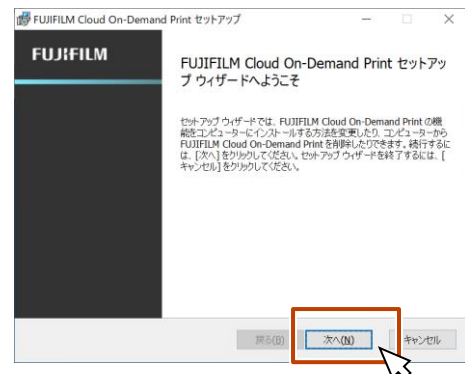 FUJIFILM Cloud On-Demand Print セットアップ
FUJIFILM
FUJIFILM Cloud On-Demand Print セットアッ
プ ウィザードへようこそ
セットアップ ウィザードでは、FUJIFILM Cloud On-Demand Print の機
能をコンピューターにインストールする方法を変更したり、コンピューターから
FUJIFILM Cloud On-Demand Print を削除したりできます。続行するに
は、[次へ] をクリックしてください。セットアップ ウィザードを終了するには、[
キャンセル] をクリックしてください。
戻る(B)
次へ(N)
キャンセル